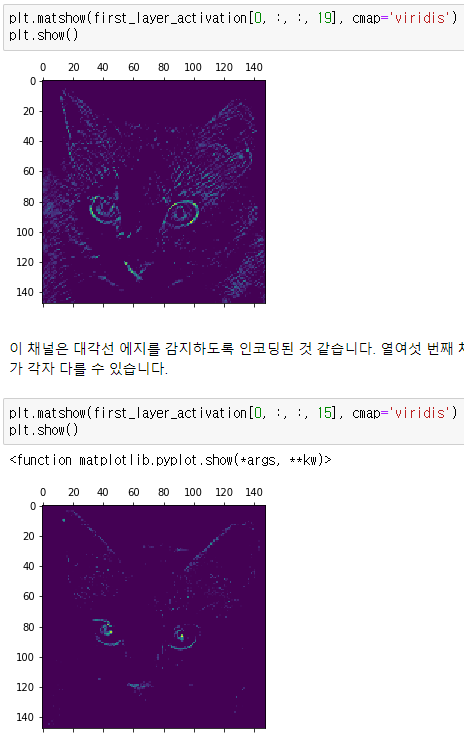 plt.matshow(first_layer_activation[0, :, :, 19], cmap='viridis')
plt.show()
0 20 40 60 80 100 120 140
0
20
40
60
80
100
120
140
이 채널은 대각선 에지를 감지하도록 인코딩된 것 같습니다. 열여섯 번째
가 각자 다를 수 있습니다.
plt.matshow(first_layer_activation[0, :, :, 15], cmap='viridis')
plt.show()
<function matplotlib.pyplot.show(*args, **kw)>
0 20 40 60 80 100 120 140
0
20
40
60
80
100
120
140